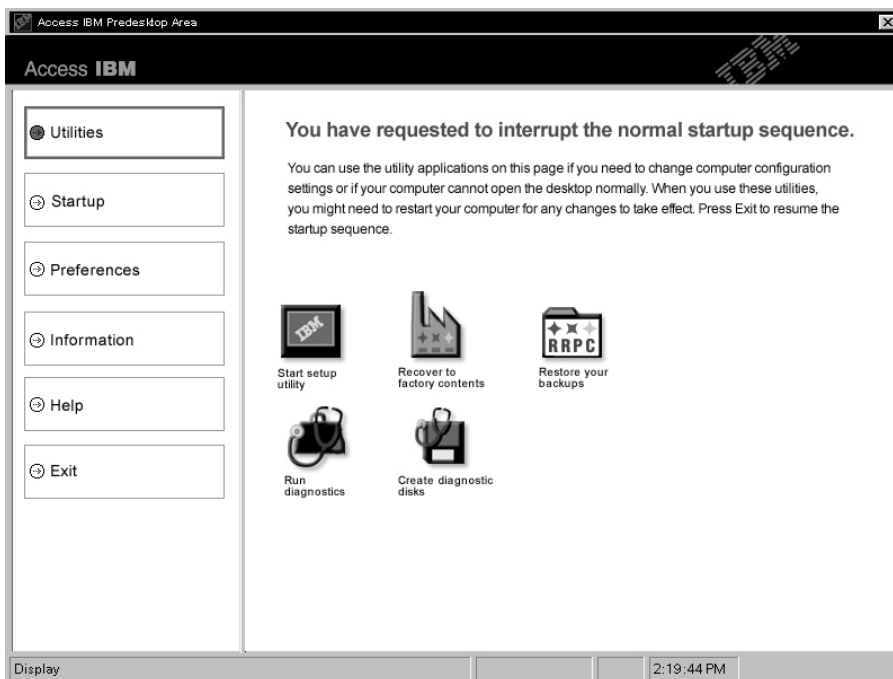 Access IBM Predesktop Area
Access IBM
IBM
Utilities
Startup
Preferences
Information
Help
Exit
You have requested to interrupt the normal startup sequence.
You can use the utility applications on this page if you need to change computer configuration
settings or if your computer cannot open the desktop normally. When you use these utilities,
you might need to restart your computer for any changes to take effect. Press Exit to resume the
startup sequence.
IBM
Start setup
utility
Recover to
factory contents
RRPC
Restore your
backups
Run
diagnostics
Create diagnostic
disks
Display
2:19:44 PM